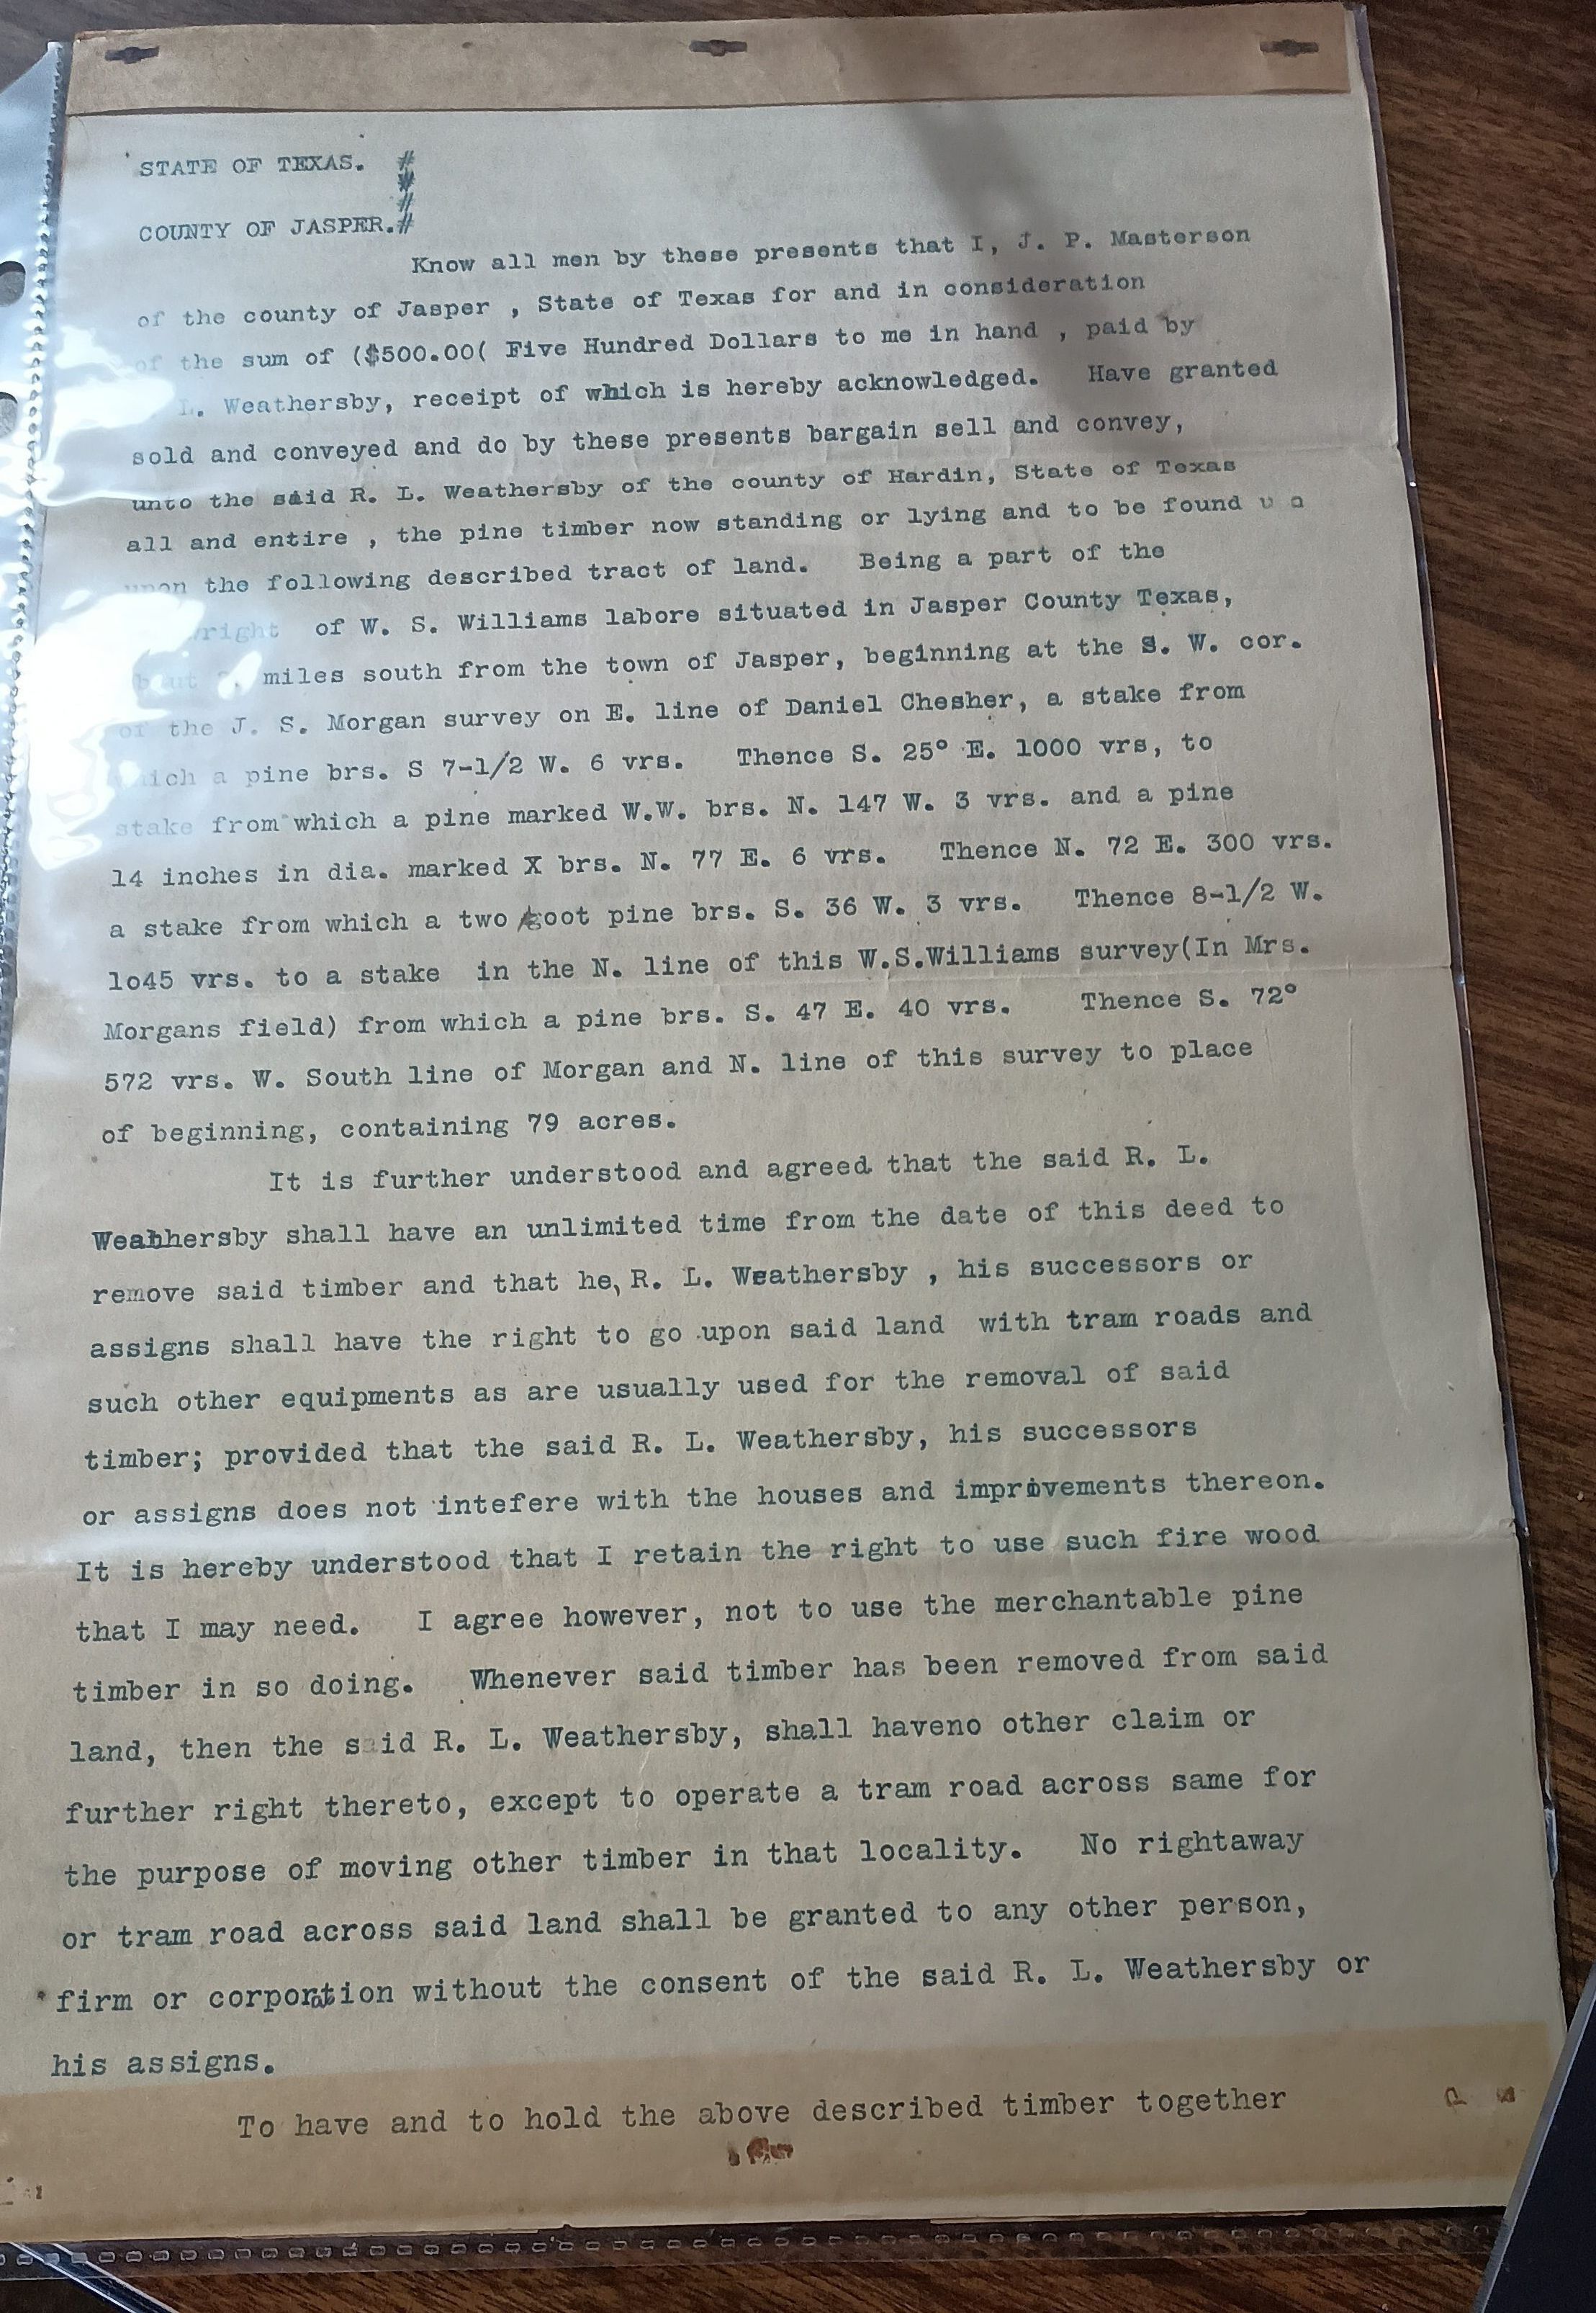 STATE OF TEXAS. #
#
#
COUNTY OF JASPER.#
Know all men by these presents that I, J. P. Masterson
of the county of Jasper , State of Texas for and in consideration
of the sum of ($500.00( Five Hundred Dollars to me in hand , paid by
L. Weathersby, receipt of which is hereby acknowledged. Have granted
sold and conveyed and do by these presents bargain sell and convey,
unto the said R. L. Weathersby of the county of Hardin, State of Texas
all and entire , the pine timber now standing or lying and to be found
upon the following described tract of land. Being a part of the
of W. S. Williams labore situated in Jasper County Texas,
miles south from the town of Jasper, beginning at the S. W. cor.
of the J. S. Morgan survey on E. line of Daniel Chesher, a stake from
which a pine brs. S 7-1/2 W. 6 vrs. Thence S. 25° E. 1000 vrs, to
stake from which a pine marked W.W. brs. N. 147 W. 3 vrs. and a pine
14 inches in dia. marked X brs. N. 77 E. 6 vrs. Thence N. 72 E. 300 vrs.
a stake from which a two foot pine brs. S. 36 W. 3 vrs. Thence 8-1/2 W.
lo45 vrs. to a stake in the N. line of this W.S.Williams survey(In Mrs.
Morgans field) from which a pine brs. S. 47 E. 40 vrs. Thence S. 72°
572 vrs. W. South line of Morgan and N. line of this survey to place
of beginning, containing 79 acres.
It is further understood and agreed that the said R. L.
Weathersby shall have an unlimited time from the date of this deed to
remove said timber and that he, R. L. Weathersby , his successors or
assigns shall have the right to go upon said land with tram roads and
such other equipments as are usually used for the removal of said
timber; provided that the said R. L. Weathersby, his successors
or assigns does not intefere with the houses and improvements thereon.
It is hereby understood that I retain the right to use such fire wood
that I may need. I agree however, not to use the merchantable pine
timber in so doing. Whenever said timber has been removed from said
land, then the said R. L. Weathersby, shall haveno other claim or
further right thereto, except to operate a tram road across same for
the purpose of moving other timber in that locality. No rightaway
or tram road across said land shall be granted to any other person,
firm or corporation without the consent of the said R. L. Weathersby or
his assigns.
To have and to hold the above described timber together